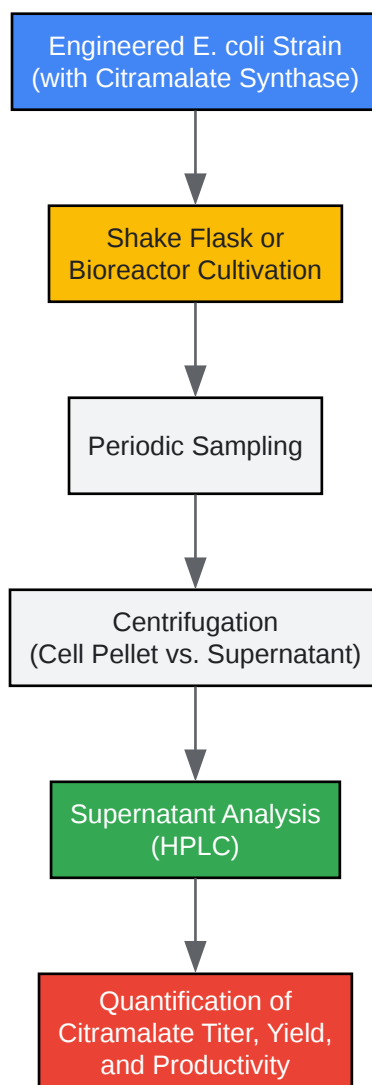 Engineered E. coli Strain
(with Citramalate Synthase)
Shake Flask or
Bioreactor Cultivation
Periodic Sampling
Centrifugation
(Cell Pellet vs. Supernatant)
Supernatant Analysis
(HPLC)
Quantification of
Citramalate Titer, Yield,
and Productivity